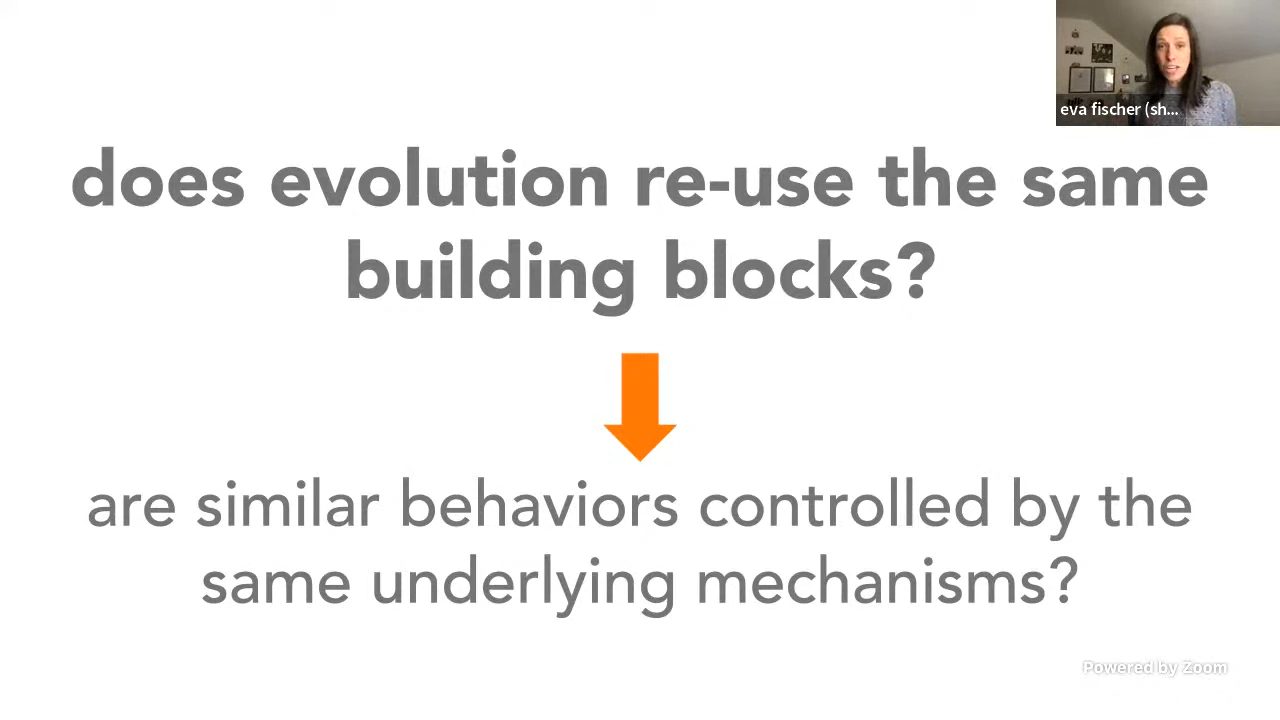 eva fischer (sh...
does evolution re-use the same
building blocks?
are similar behaviors controlled by the
same underlying mechanisms?
Powered by Zoom